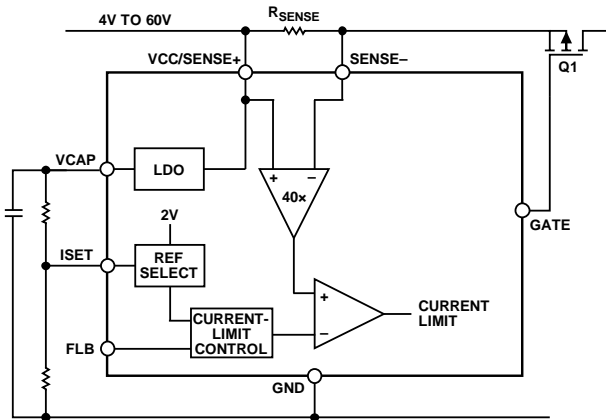 4V TO 60V
RSENSE
VCC/SENSE+
SENSE–
Q1
VCAP
LDO
+
–
40×
2V
GATE
ISET
REF
SELECT
+
CURRENT
LIMIT
CURRENT-
LIMIT
CONTROL
–
FLB
GND